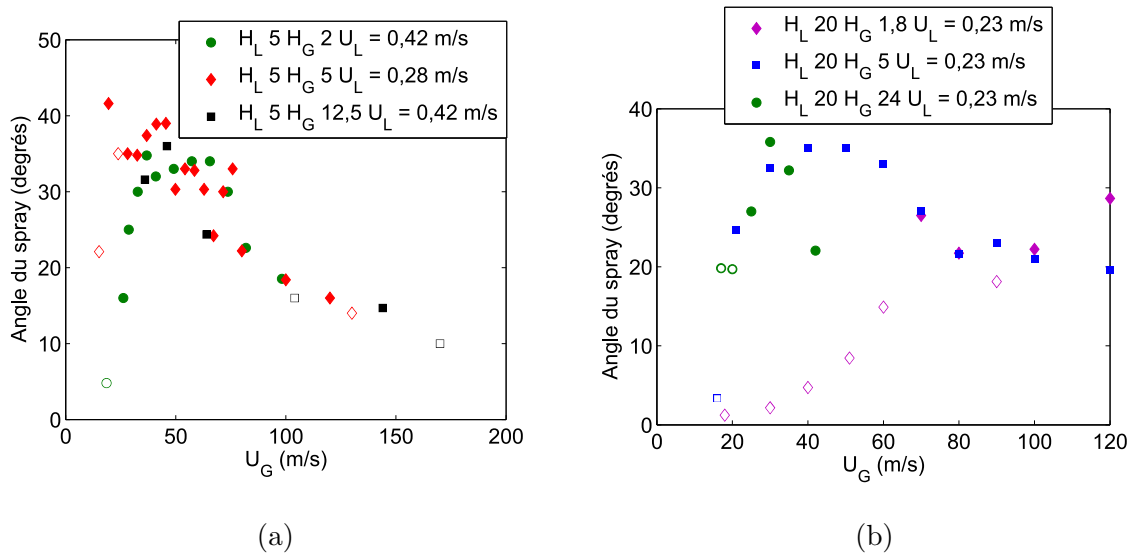 H_L 5 H_G 2 U_L = 0,42 m/s
H_L 5 H_G 5 U_L = 0,28 m/s
H_L 5 H_G 12,5 U_L = 0,42 m/s
50
40
30
20
10
0
Angle du spray (degrés)
0 50 100 150 200
U_G (m/s)
(a)
H_L 20 H_G 1,8 U_L = 0,23 m/s
H_L 20 H_G 5 U_L = 0,23 m/s
H_L 20 H_G 24 U_L = 0,23 m/s
40
30
20
10
0
Angle du spray (degrés)
0 20 40 60 80 100 120
U_G (m/s)
(b)